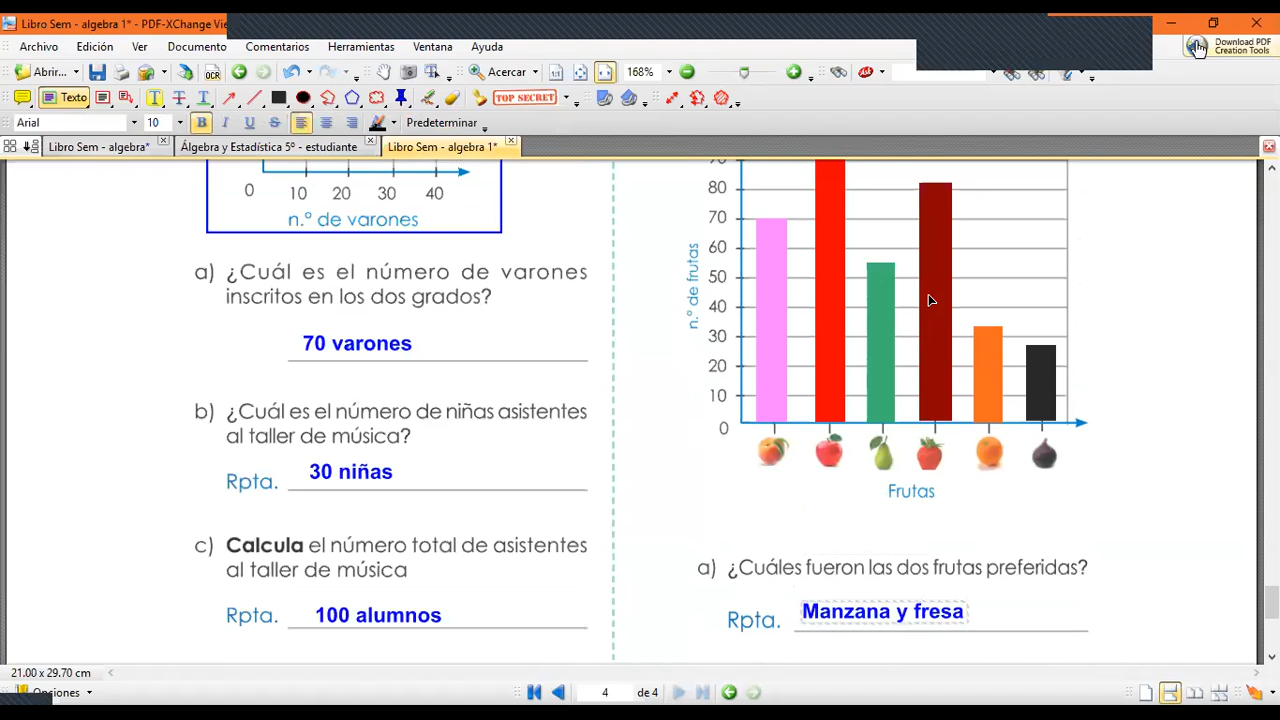 Libro Sem - algebra 1* - PDF-XChange Vie
Archivo Edición Ver Documento Comentarios Herramientas Ventana Ayuda
Download PDF
Creation Tools
Abrir... OCR Acercar 168%
Texto TOP SECRET
Arial 10 B I U S Predeterminar
Libro Sem - algebra* Álgebra y Estadística 5º - estudiante Libro Sem - algebra 1*
0 10 20 30 40
n.º de varones
a) ¿Cuál es el número de varones
inscritos en los dos grados?
70 varones
b) ¿Cuál es el número de niñas asistentes
al taller de música?
Rpta. 30 niñas
c) Calcula el número total de asistentes
al taller de música
Rpta. 100 alumnos
90
80
70
60
50
40
30
20
10
0
n.º de frutas
Frutas
a) ¿Cuáles fueron las dos frutas preferidas?
Rpta. Manzana y fresa
21.00 x 29.70 cm
Opciones 4 de 4